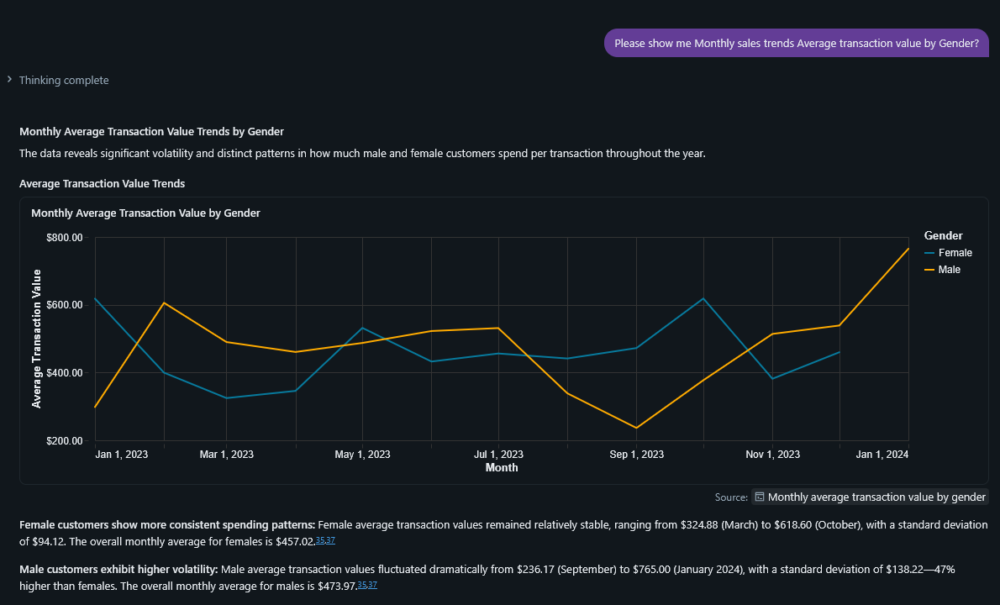 Please show me Monthly sales trends Average transaction value by Gender?
Thinking complete
Monthly Average Transaction Value Trends by Gender
The data reveals significant volatility and distinct patterns in how much male and female customers spend per transaction throughout the year.
Average Transaction Value Trends
Monthly Average Transaction Value by Gender
Average Transaction Value
$800.00
$600.00
$400.00
$200.00
Jan 1, 2023
Mar 1, 2023
May 1, 2023
Jul 1, 2023
Sep 1, 2023
Nov 1, 2023
Jan 1, 2024
Month
Gender
Female
Male
Source: Monthly average transaction value by gender
Female customers show more consistent spending patterns: Female average transaction values remained relatively stable, ranging from $324.88 (March) to $618.60 (October), with a standard deviation
of $94.12. The overall monthly average for females is $457.02.35,37
Male customers exhibit higher volatility: Male average transaction values fluctuated dramatically from $236.17 (September) to $765.00 (January 2024), with a standard deviation of $138.22—47%
higher than females. The overall monthly average for males is $473.97.35,37